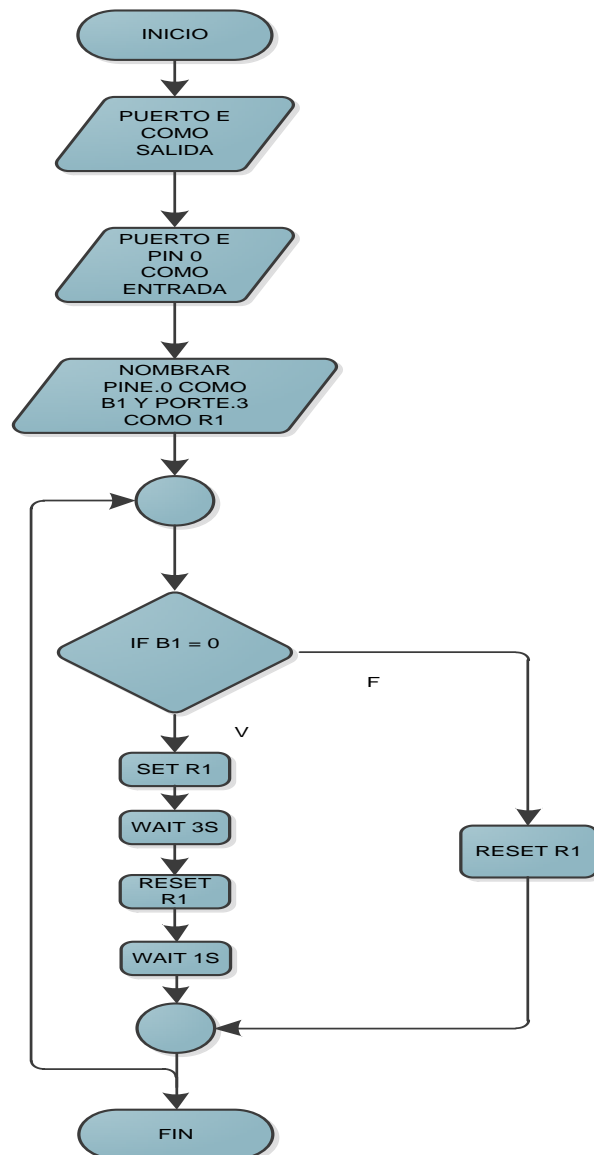 INICIO
PUERTO E
COMO
SALIDA
PUERTO E
PIN 0
COMO
ENTRADA
NOMBRAR
PINE.0 COMO
B1 Y PORTE.3
COMO R1
IF B1 = 0
F
V
SET R1
WAIT 3S
RESET R1
RESET
R1
WAIT 1S
FIN